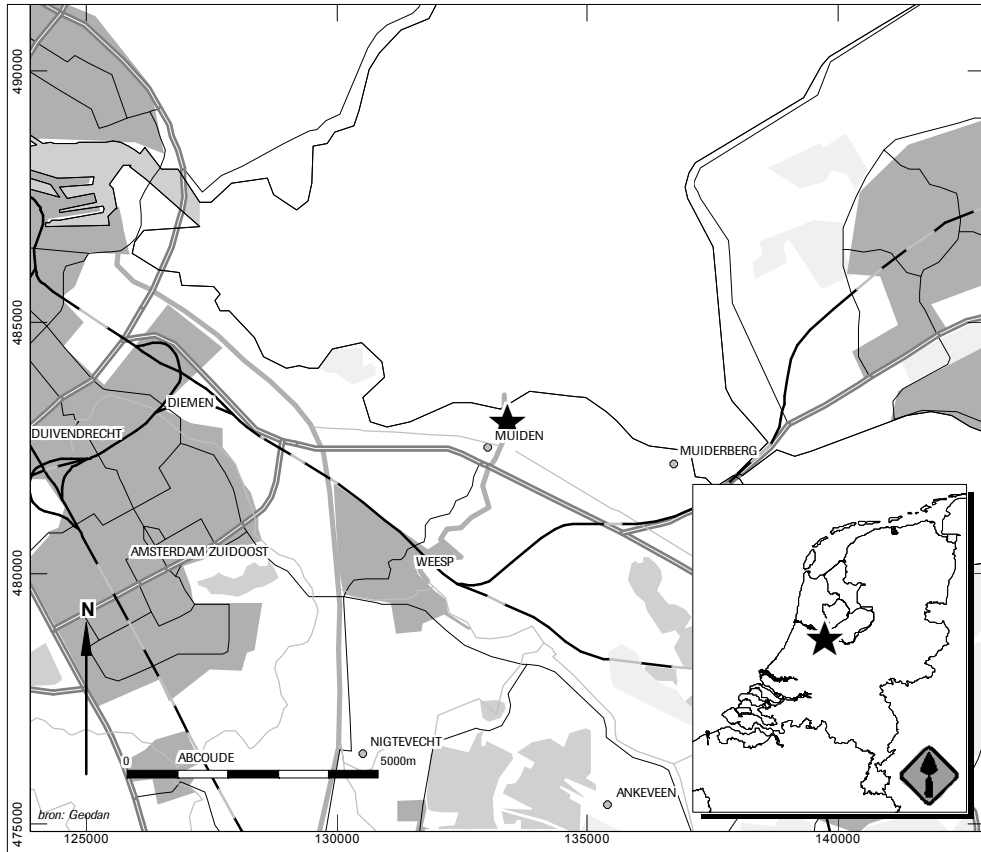 490000
485000
480000
475000
DIEMEN
DUIVENDRECHT
MUIDEN
MUIDERBERG
AMSTERDAM ZUIDOOST
WEESP
N
NIGTEVECHT
0
ABCOUDE
5000m
ANKEVEEN
bron: Geodan
125000
130000
135000
140000